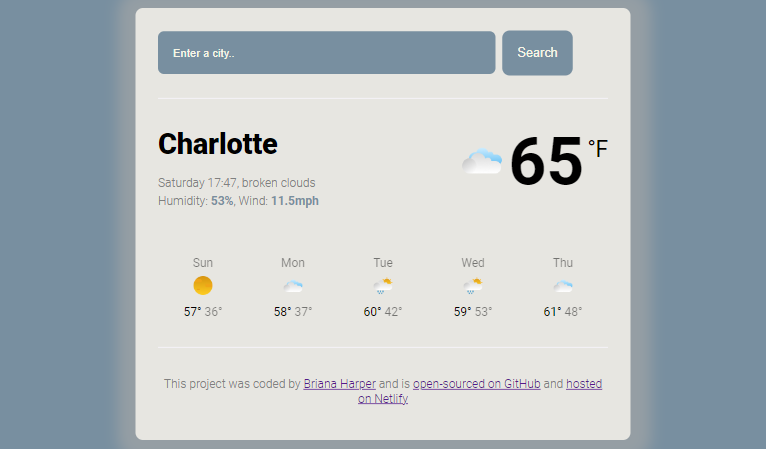 Enter a city..
Search
Charlotte
65 °F
Saturday 17:47, broken clouds
Humidity: 53%, Wind: 11.5mph
Sun Mon Tue Wed Thu
57° 36° 58° 37° 60° 42° 59° 53° 61° 48°
This project was coded by Briana Harper and is open-sourced on GitHub and hosted
on Netlify